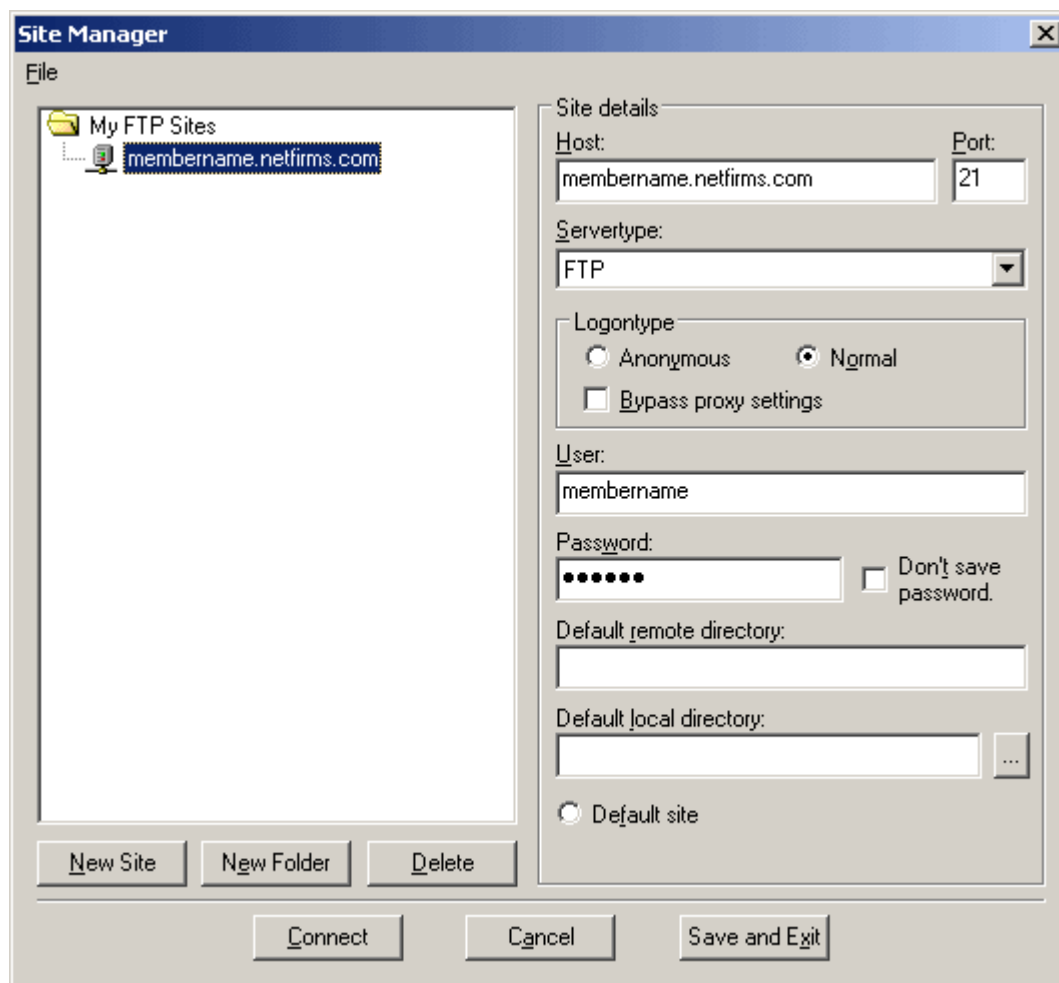 Site Manager
File
My FTP Sites
membername.netfirms.com
New Site
New Folder
Delete
Site details
Host:
Port:
membername.netfirms.com
21
Servertype:
FTP
Logontype
Anonymous
Normal
Bypass proxy settings
User:
membername
Password:
••••••
Don't save
password.
Default remote directory:
Default local directory:
...
Default site
Connect
Cancel
Save and Exit